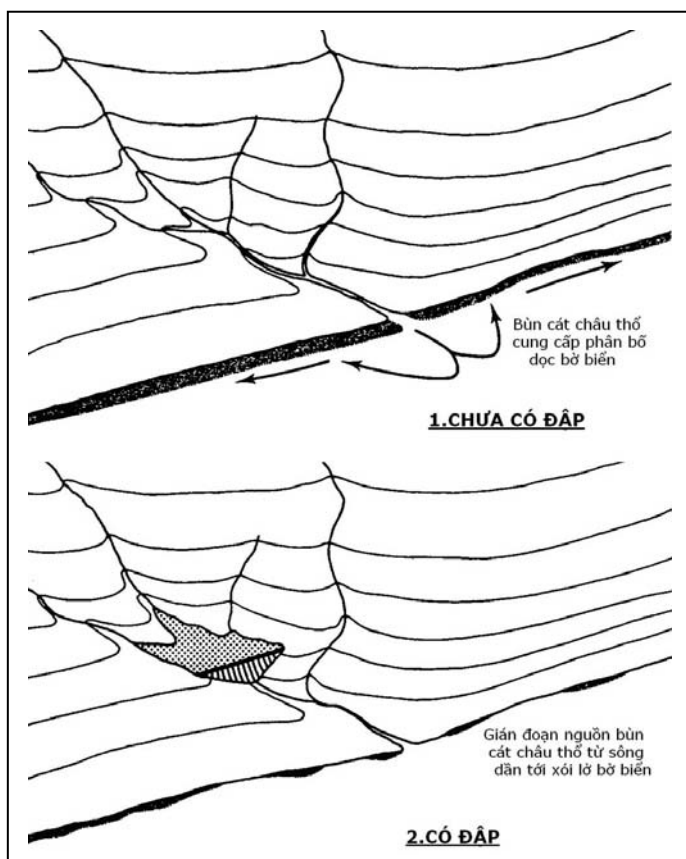 Bùn cát châu thổ
cung cấp phân bố
dọc bờ biển
1.CHƯA CÓ ĐẬP
Gián đoạn nguồn bùn
cát châu thổ từ sông
dẫn tới xói lở bờ biển
2.CÓ ĐẬP